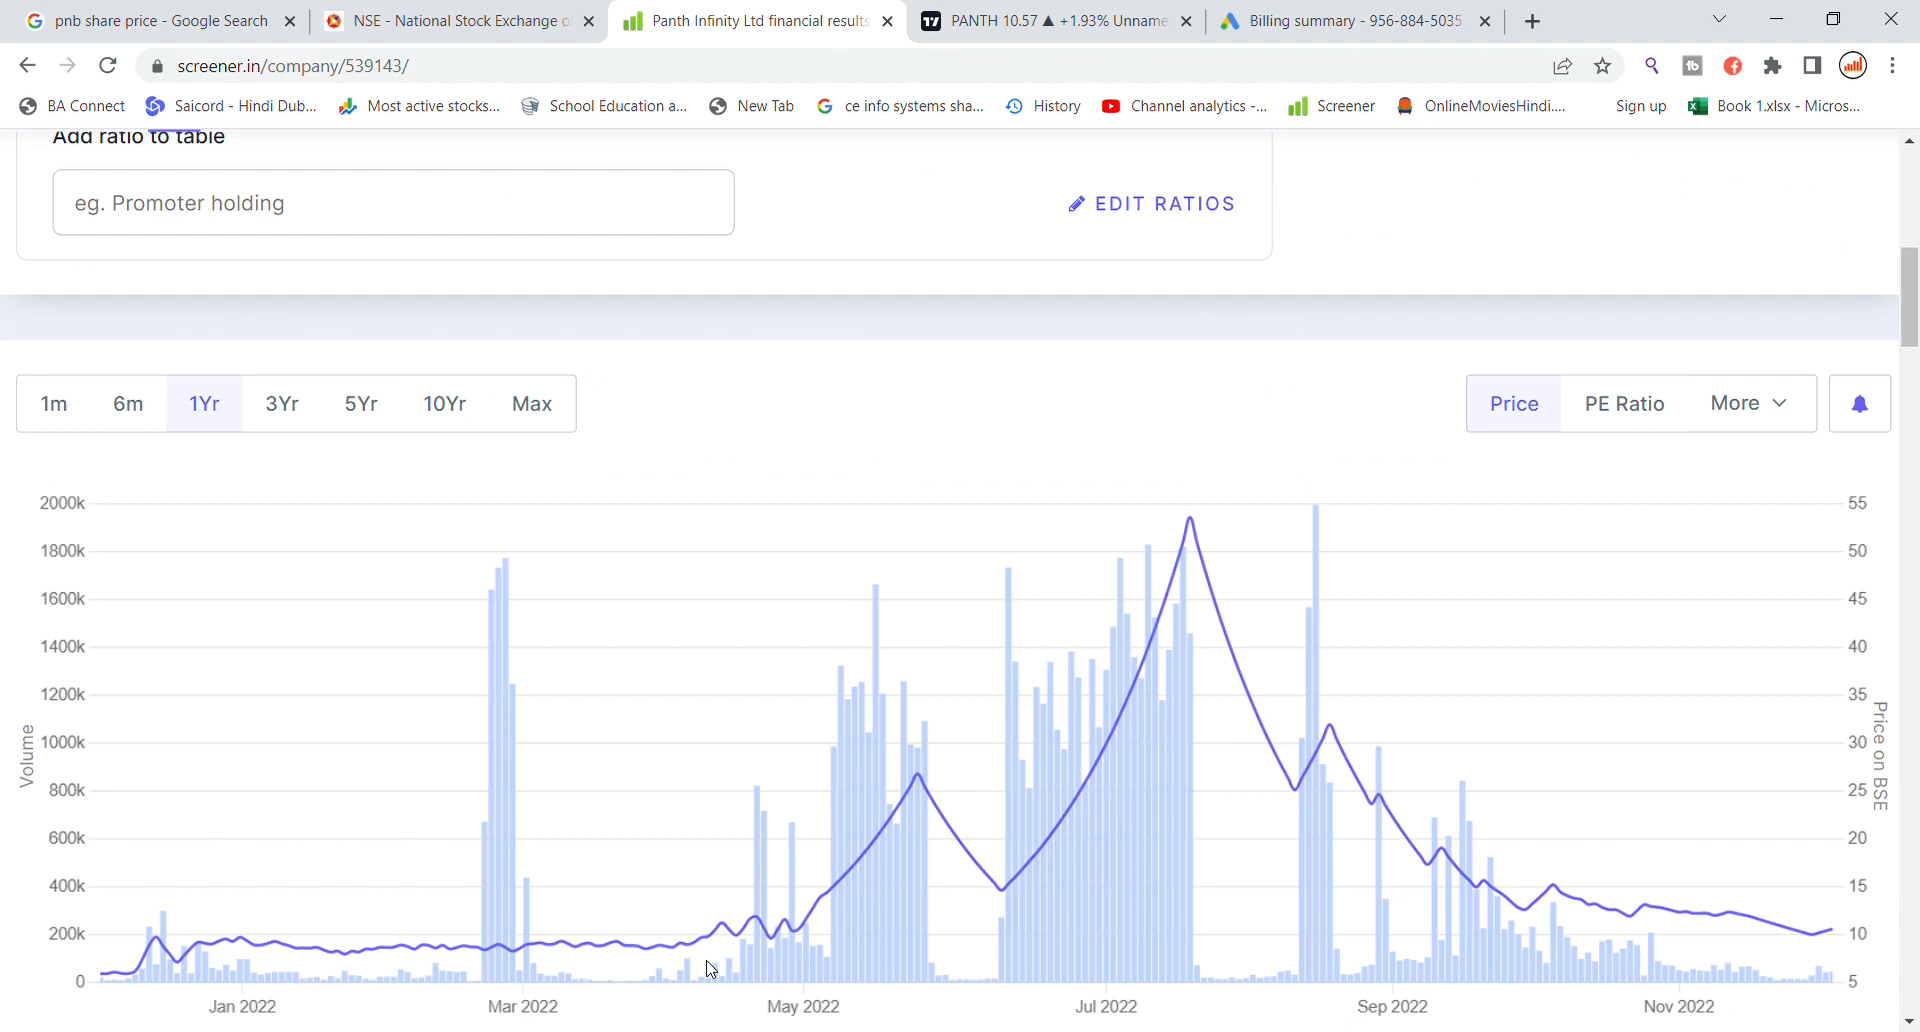 pnb share price - Google Search
NSE - National Stock Exchange o
Panth Infinity Ltd financial results
PANTH 10.57 ▲ +1.93% Unname
Billing summary - 956-884-5035
screener.in/company/539143/
BA Connect
Saicord - Hindi Dub...
Most active stocks...
School Education a...
New Tab
ce info systems sha...
History
Channel analytics -...
Screener
OnlineMoviesHindi....
Sign up
Book 1.xlsx - Micros...
Add ratio to table
eg. Promoter holding
EDIT RATIOS
1m 6m 1Yr 3Yr 5Yr 10Yr Max
Price PE Ratio More
2000k 55
1800k 50
1600k 45
1400k 40
1200k 35
1000k 30
800k 25
600k 20
400k 15
200k 10
0 5
Volume
Price on BSE
Jan 2022 Mar 2022 May 2022 Jul 2022 Sep 2022 Nov 2022